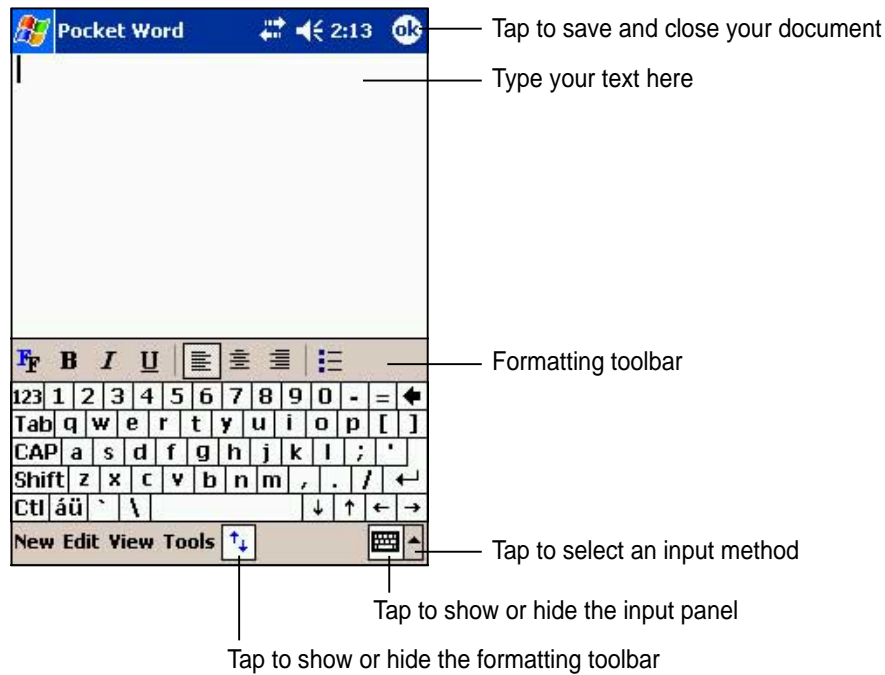 Pocket Word 2:13 ok
Tap to save and close your document
Type your text here
F F B I U
Formatting toolbar
123 1 2 3 4 5 6 7 8 9 0 - =
Tab q w e r t y u i o p [ ]
CAP a s d f g h j k l ; '
Shift z x c v b n m , . /
Ctl áü ` \ ↓ ↑ ← →
New Edit View Tools
Tap to select an input method
Tap to show or hide the input panel
Tap to show or hide the formatting toolbar